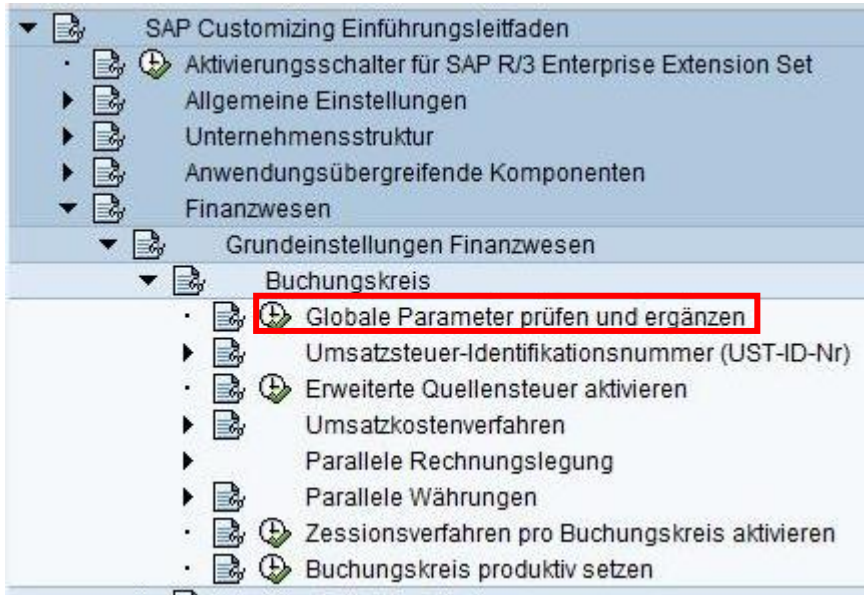 SAP Customizing Einführungsleitfaden
Aktivierungsschalter für SAP R/3 Enterprise Extension Set
Allgemeine Einstellungen
Unternehmensstruktur
Anwendungsübergreifende Komponenten
Finanzwesen
Grundeinstellungen Finanzwesen
Buchungskreis
Globale Parameter prüfen und ergänzen
Umsatzsteuer-Identifikationsnummer (UST-ID-Nr)
Erweiterte Quellensteuer aktivieren
Umsatzkostenverfahren
Parallele Rechnungslegung
Parallele Währungen
Zessionsverfahren pro Buchungskreis aktivieren
Buchungskreis produktiv setzen